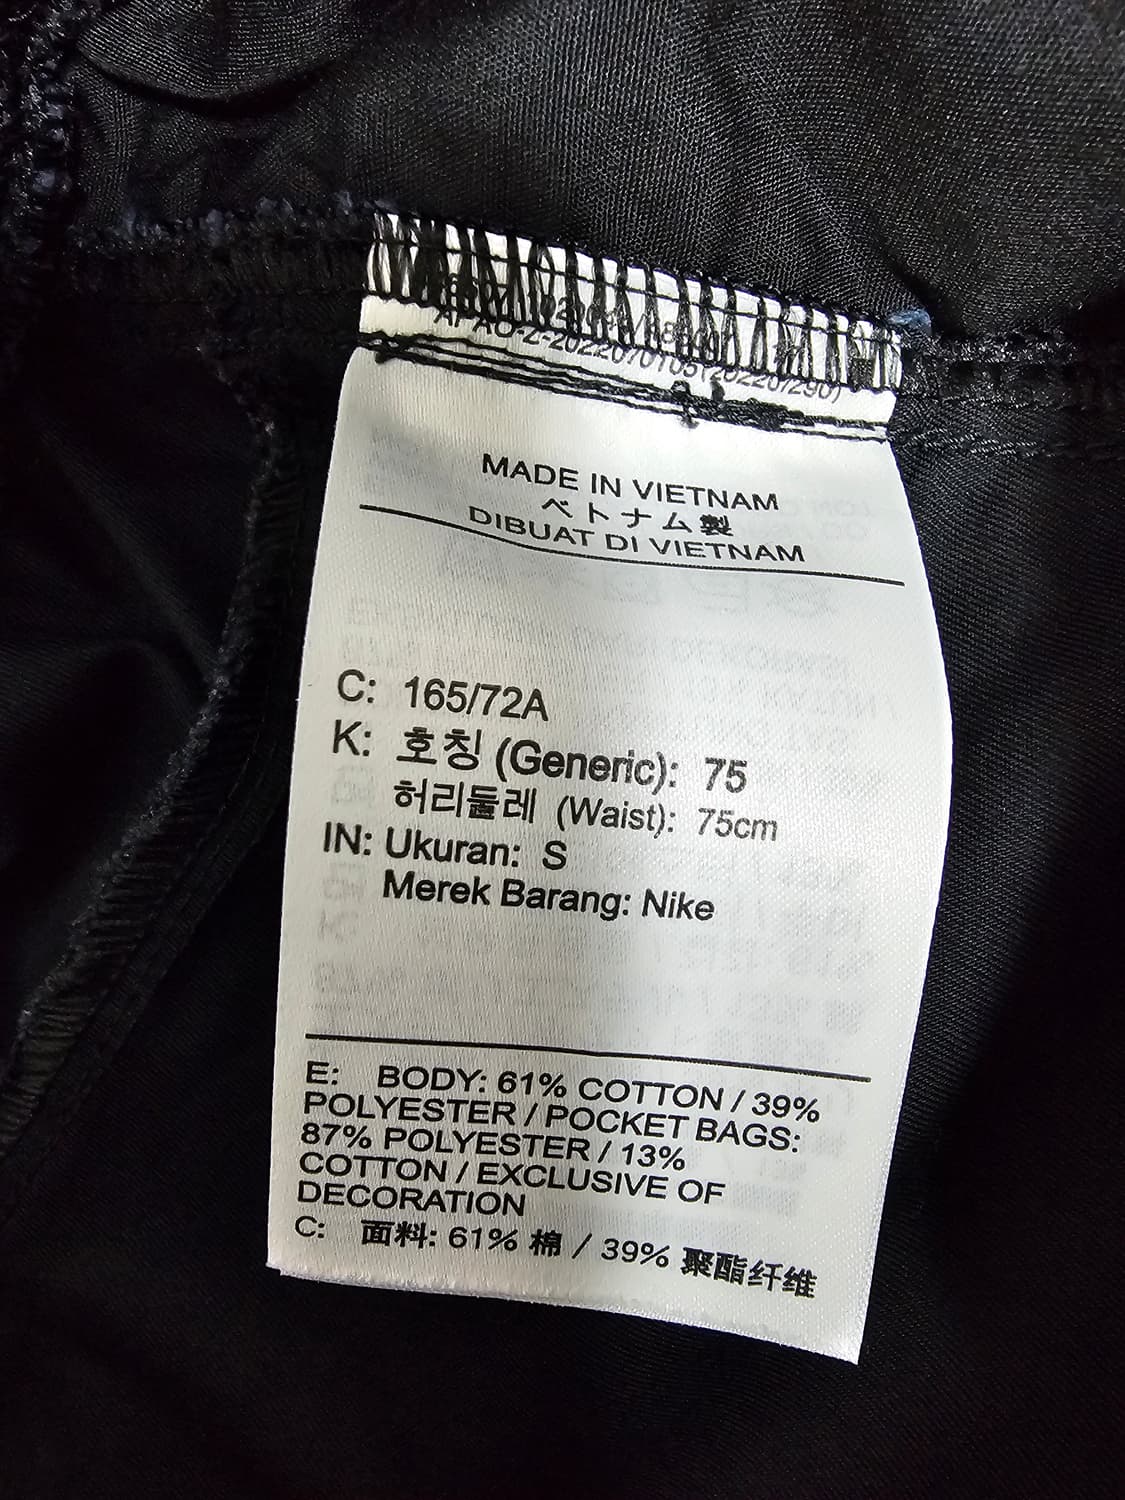 MADE IN VIETNAM
ベトナム製
DIBUAT DI VIETNAM
C: 165/72A
K: 호칭 (Generic): 75
허리둘레 (Waist): 75cm
IN: Ukuran: S
Merek Barang: Nike
E: BODY: 61% COTTON / 39%
POLYESTER / POCKET BAGS:
87% POLYESTER / 13%
COTTON / EXCLUSIVE OF
DECORATION
C: 面料: 61% 棉 / 39% 聚酯纤维